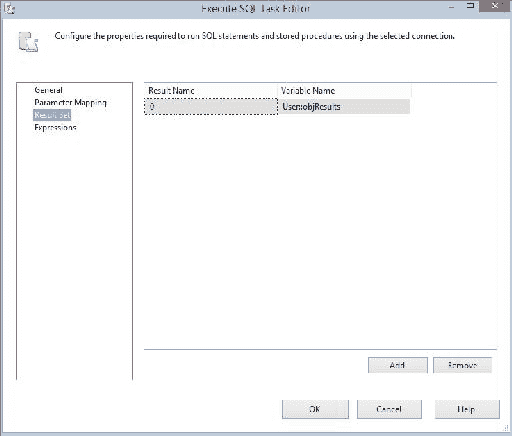 Execute SQL Task Editor
Configure the properties required to run SQL statements and stored procedures using the selected connection.
General
Parameter Mapping
Result Set
Expressions
Result Name Variable Name
0 User::objResults
Add Remove
OK Cancel Help